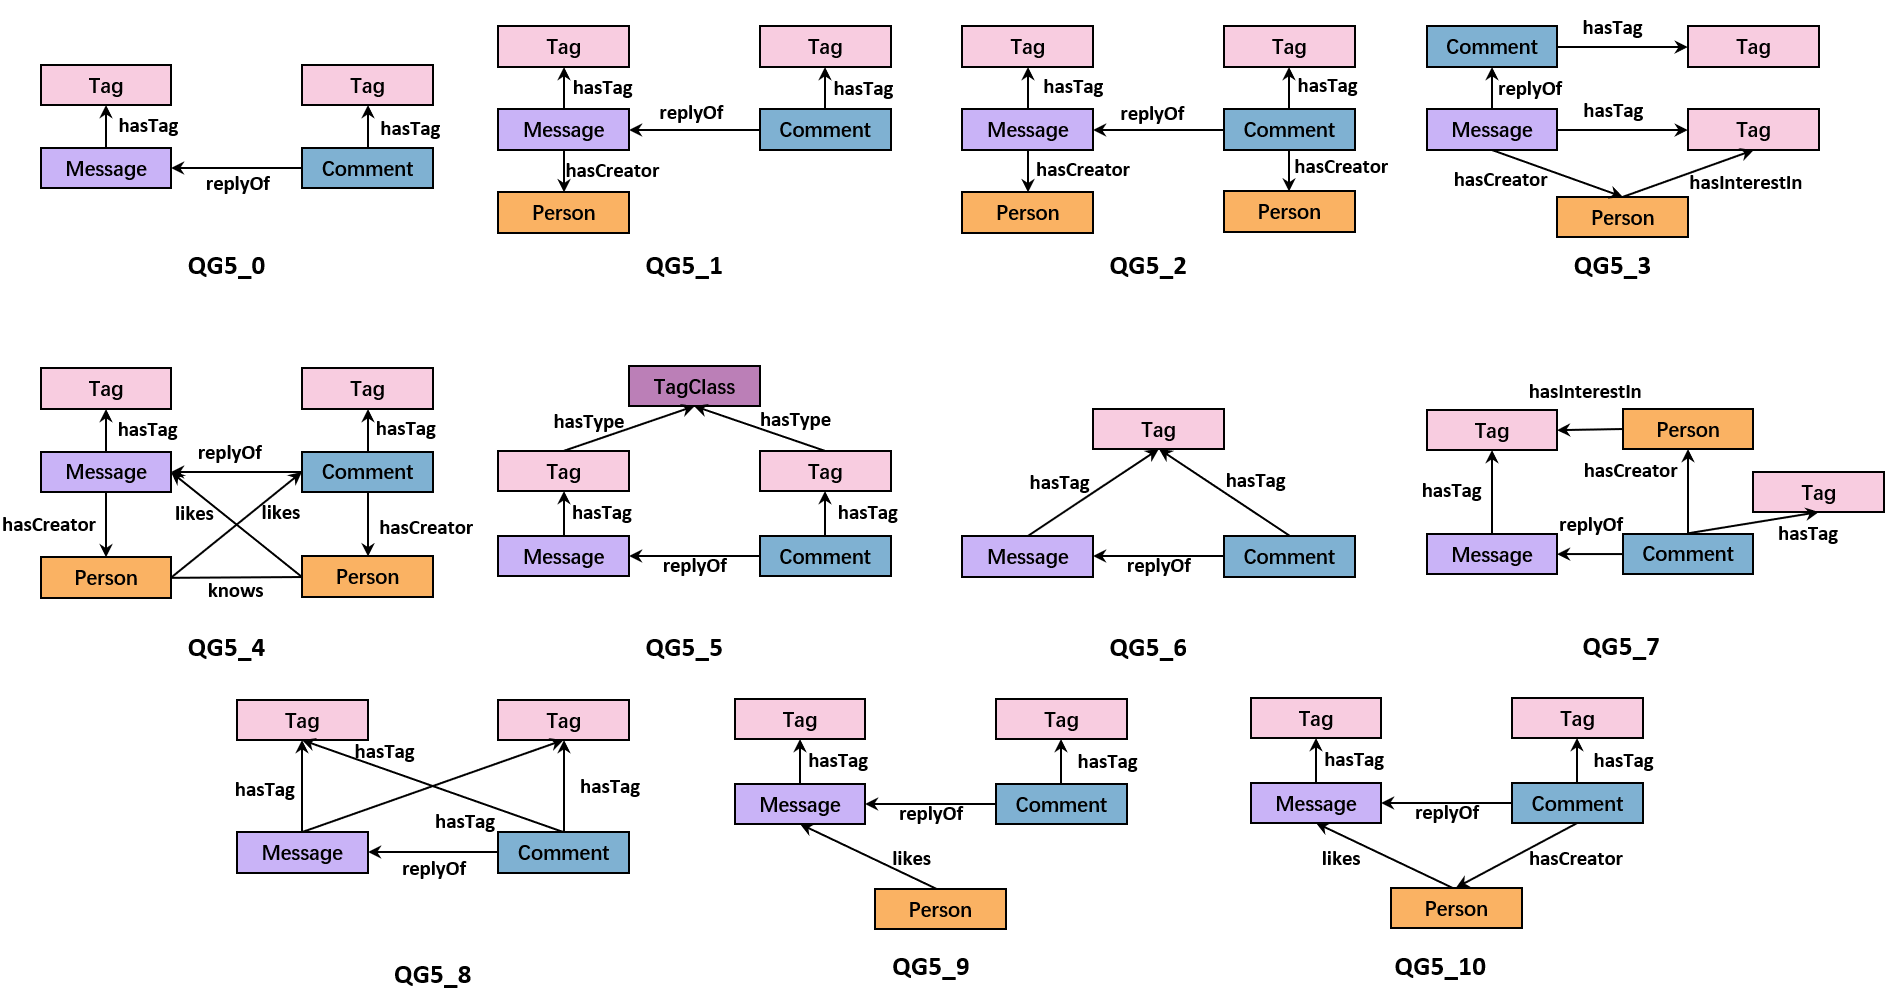 Tag
Tag
hasTag
hasTag
Message
Comment
replyOf
QG5_0
Tag
Tag
hasTag
hasTag
replyOf
Message
Comment
hasCreator
Person
QG5_1
Tag
Tag
hasTag
hasTag
replyOf
Message
Comment
hasCreator
hasCreator
Person
Person
QG5_2
Comment
hasTag
Tag
replyOf
Message
hasTag
Tag
hasCreator
hasInterestIn
Person
QG5_3
Tag
Tag
hasTag
hasTag
replyOf
Message
Comment
likes
likes
hasCreator
hasCreator
Person
Person
knows
QG5_4
TagClass
hasType
hasType
Tag
Tag
hasTag
hasTag
Message
Comment
replyOf
QG5_5
Tag
hasTag
hasTag
Message
Comment
replyOf
QG5_6
hasInterestIn
Tag
Person
hasCreator
hasTag
Tag
replyOf
hasTag
Message
Comment
QG5_7
Tag
Tag
hasTag
hasTag
hasTag
hasTag
Message
Comment
replyOf
QG5_8
Tag
Tag
hasTag
hasTag
Message
Comment
replyOf
likes
Person
QG5_9
Tag
Tag
hasTag
hasTag
Message
Comment
replyOf
likes
hasCreator
Person
QG5_10